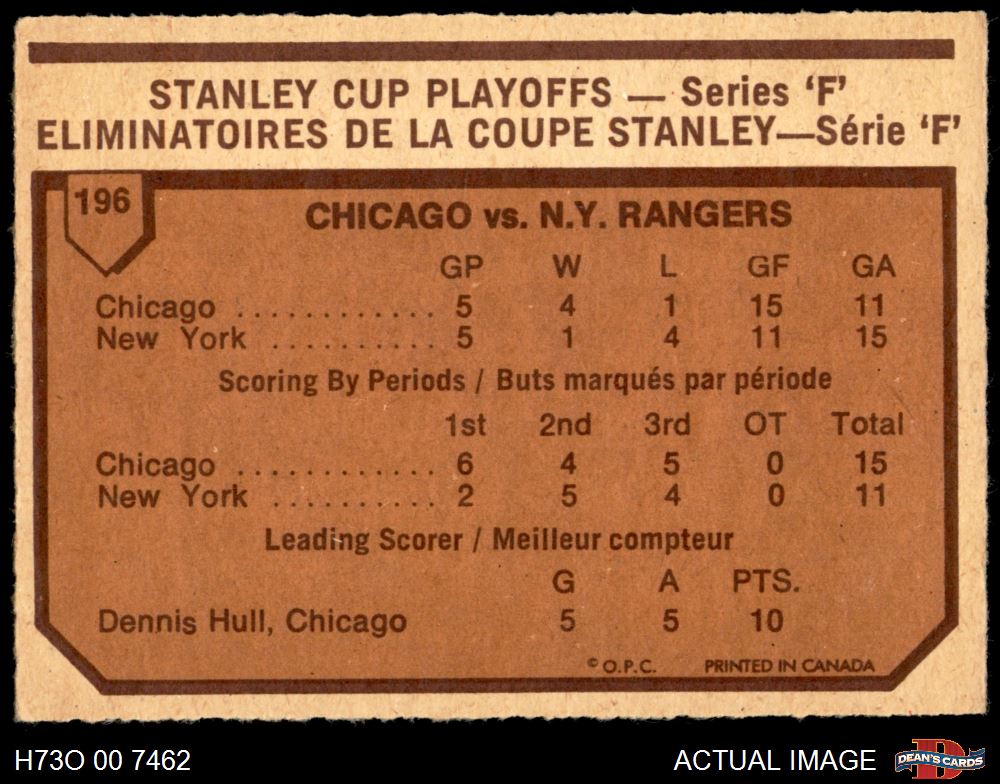 STANLEY CUP PLAYOFFS — Series 'F'
ELIMINATOIRES DE LA COUPE STANLEY—Série 'F'
196
CHICAGO vs. N.Y. RANGERS
GP W L GF GA
Chicago ............ 5 4 1 15 11
New York .......... 5 1 4 11 15
Scoring By Periods / Buts marqués par période
1st 2nd 3rd OT Total
Chicago ............ 6 4 5 0 15
New York .......... 2 5 4 0 11
Leading Scorer / Meilleur compteur
G A PTS.
Dennis Hull, Chicago 5 5 10
© O.P.C. PRINTED IN CANADA
H73O 00 7462 ACTUAL IMAGE D DEAN'S CARDS